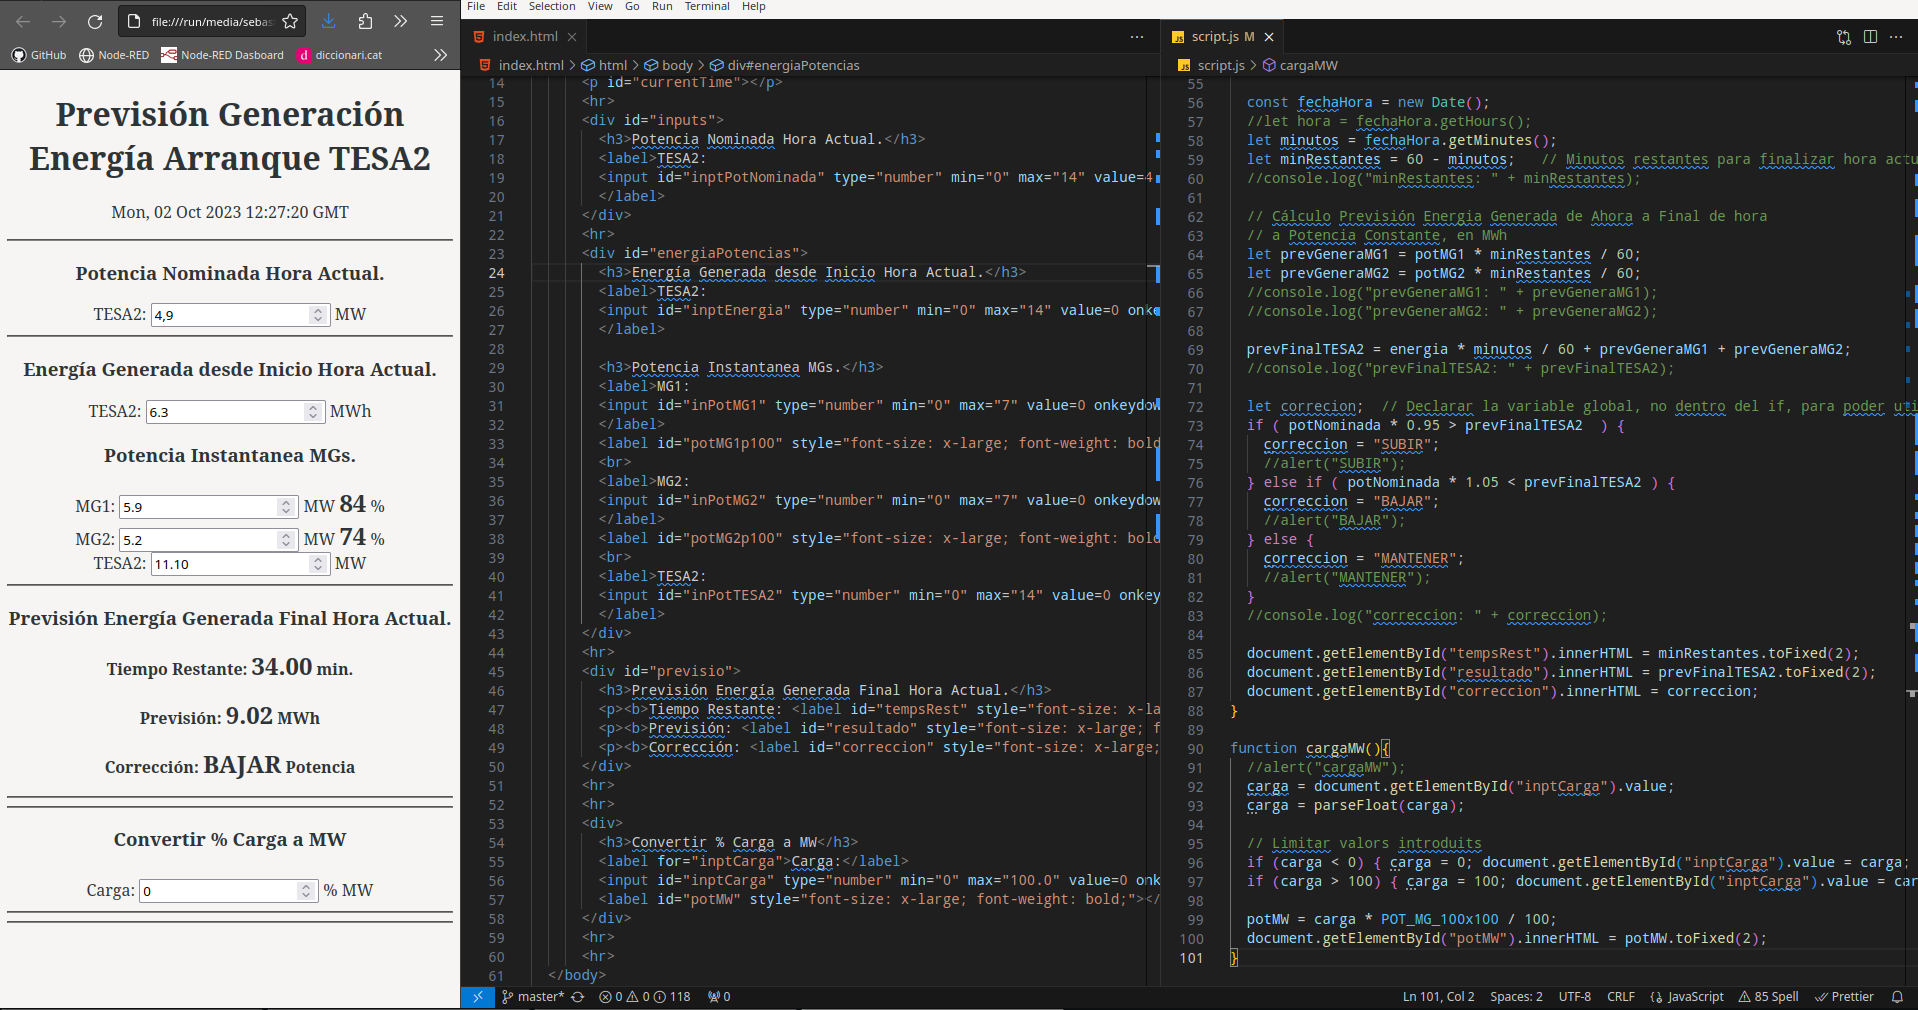 file:///run/media/sebas
GitHub Node-RED Node-RED Dasboard diccionari.cat
Previsión Generación
Energía Arranque TESA2
Mon, 02 Oct 2023 12:27:20 GMT
Potencia Nominada Hora Actual.
TESA2: 4,9 MW
Energía Generada desde Inicio Hora Actual.
TESA2: 6.3 MWh
Potencia Instantanea MGs.
MG1: 5.9 MW 84 %
MG2: 5.2 MW 74 %
TESA2: 11.10 MW
Previsión Energía Generada Final Hora Actual.
Tiempo Restante: 34.00 min.
Previsión: 9.02 MWh
Corrección: BAJAR Potencia
Convertir % Carga a MW
Carga: 0 % MW
File Edit Selection View Go Run Terminal Help
index.html
index.html > html > body > div#energiaPotencias
14 <p id="currentTime"></p>
15 <hr>
16 <div id="inputs">
17 <h3>Potencia Nominada Hora Actual.</h3>
18 <label>TESA2:
19 <input id="inptPotNominada" type="number" min="0" max="14" value=4
20 </label>
21 </div>
22 <hr>
23 <div id="energiaPotencias">
24 <h3>Energía Generada desde Inicio Hora Actual.</h3>
25 <label>TESA2:
26 <input id="inptEnergia" type="number" min="0" max="14" value=0 onke
27 </label>
28
29 <h3>Potencia Instantanea MGs.</h3>
30 <label>MG1:
31 <input id="inPotMG1" type="number" min="0" max="7" value=0 onkeydow
32 </label>
33 <label id="potMG1p100" style="font-size: x-large; font-weight: bold
34 <br>
35 <label>MG2:
36 <input id="inPotMG2" type="number" min="0" max="7" value=0 onkeydow
37 </label>
38 <label id="potMG2p100" style="font-size: x-large; font-weight: bold
39 <br>
40 <label>TESA2:
41 <input id="inPotTESA2" type="number" min="0" max="14" value=0 onkey
42 </label>
43 </div>
44 <hr>
45 <div id="previsio">
46 <h3>Previsión Energía Generada Final Hora Actual.</h3>
47 <p><b>Tiempo Restante: <label id="tempsRest" style="font-size: x-la
48 <p><b>Previsión: <label id="resultado" style="font-size: x-large; f
49 <p><b>Corrección: <label id="correccion" style="font-size: x-large;
50 </div>
51 <hr>
52 <hr>
53 <div>
54 <h3>Convertir % Carga a MW</h3>
55 <label for="inptCarga">Carga:</label>
56 <input id="inptCarga" type="number" min="0" max="100.0" value=0 onk
57 <label id="potMW" style="font-size: x-large; font-weight: bold;"></
58 </div>
59 <hr>
60 <hr>
61 </body>
JS script.js M
JS script.js > cargaMW
55
56 const fechaHora = new Date();
57 //let hora = fechaHora.getHours();
58 let minutos = fechaHora.getMinutes();
59 let minRestantes = 60 - minutos; // Minutos restantes para finalizar hora actu
60 //console.log("minRestantes: " + minRestantes);
61
62 // Cálculo Previsión Energia Generada de Ahora a Final de hora
63 // a Potencia Constante, en MWh
64 let prevGeneraMG1 = potMG1 * minRestantes / 60;
65 let prevGeneraMG2 = potMG2 * minRestantes / 60;
66 //console.log("prevGeneraMG1: " + prevGeneraMG1);
67 //console.log("prevGeneraMG2: " + prevGeneraMG2);
68
69 prevFinalTESA2 = energia * minutos / 60 + prevGeneraMG1 + prevGeneraMG2;
70 //console.log("prevFinalTESA2: " + prevFinalTESA2);
71
72 let correcion; // Declarar la variable global, no dentro del if, para poder uti
73 if ( potNominada * 0.95 > prevFinalTESA2 ) {
74 correccion = "SUBIR";
75 //alert("SUBIR");
76 } else if ( potNominada * 1.05 < prevFinalTESA2 ) {
77 correccion = "BAJAR";
78 //alert("BAJAR");
79 } else {
80 correccion = "MANTENER";
81 //alert("MANTENER");
82 }
83 //console.log("correccion: " + correccion);
84
85 document.getElementById("tempsRest").innerHTML = minRestantes.toFixed(2);
86 document.getElementById("resultado").innerHTML = prevFinalTESA2.toFixed(2);
87 document.getElementById("correccion").innerHTML = correccion;
88 }
89
90 function cargaMW(){
91 //alert("cargaMW");
92 carga = document.getElementById("inptCarga").value;
93 carga = parseFloat(carga);
94
95 // Limitar valors introduits
96 if (carga < 0) { carga = 0; document.getElementById("inptCarga").value = carga;
97 if (carga > 100) { carga = 100; document.getElementById("inptCarga").value = car
98
99 potMW = carga * POT_MG_100x100 / 100;
100 document.getElementById("potMW").innerHTML = potMW.toFixed(2);
101 }
master* 0 0 118 0 Ln 101, Col 2 Spaces: 2 UTF-8 CRLF {} JavaScript 85 Spell Prettier